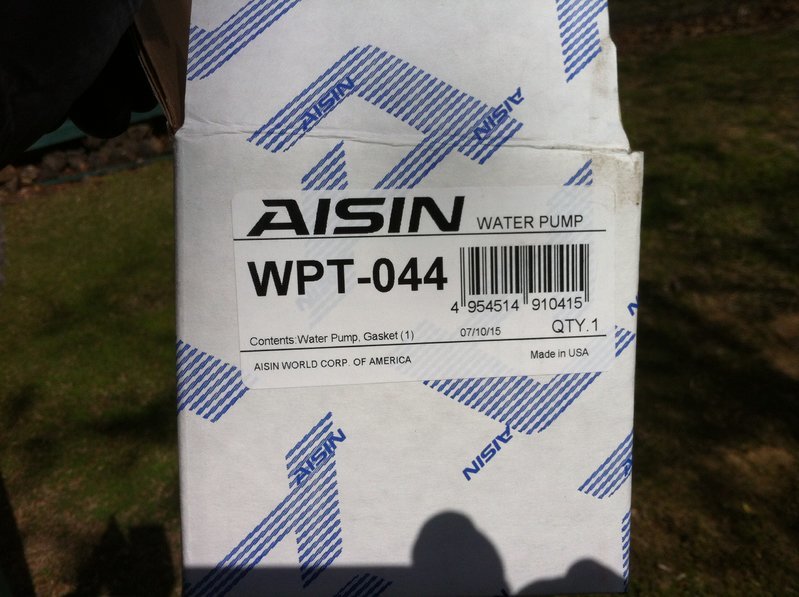 AISIN
AISIN
AISIN WATER PUMP
WPT-044
4 954514 910415
Contents:Water Pump, Gasket (1)
07/10/15
QTY.1
AISIN WORLD CORP. OF AMERICA
Made in USA
AISIN
AISIN